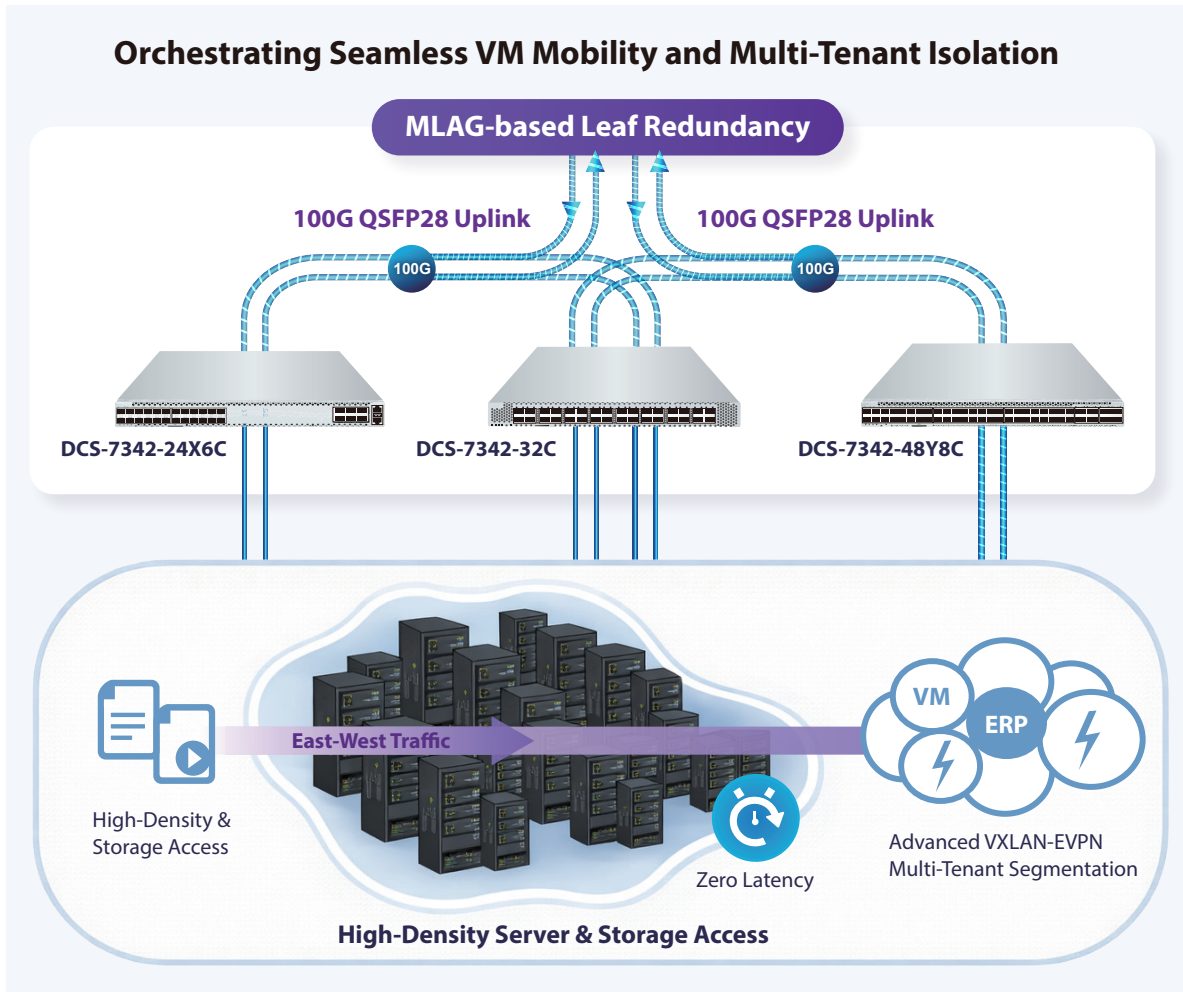 Orchestrating Seamless VM Mobility and Multi-Tenant Isolation
MLAG-based Leaf Redundancy
100G QSFP28 Uplink
100G QSFP28 Uplink
100G
100G
DCS-7342-24X6C
DCS-7342-32C
DCS-7342-48Y8C
VM
ERP
East-West Traffic
High-Density &
Storage Access
Advanced VXLAN-EVPN
Multi-Tenant Segmentation
Zero Latency
High-Density Server & Storage Access